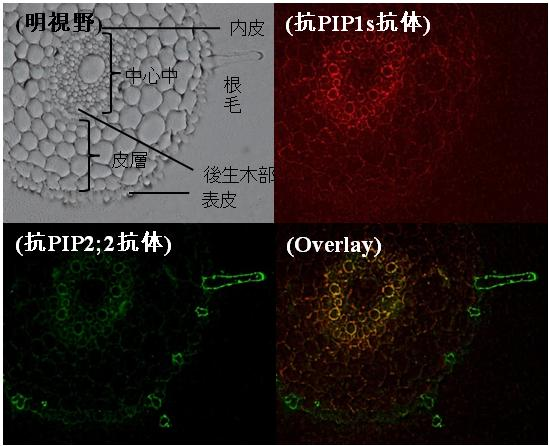 (明視野)
内皮
中心中
根毛
皮層
後生木部
表皮
(抗PIP1s抗体)
(抗PIP2;2抗体)
(Overlay)